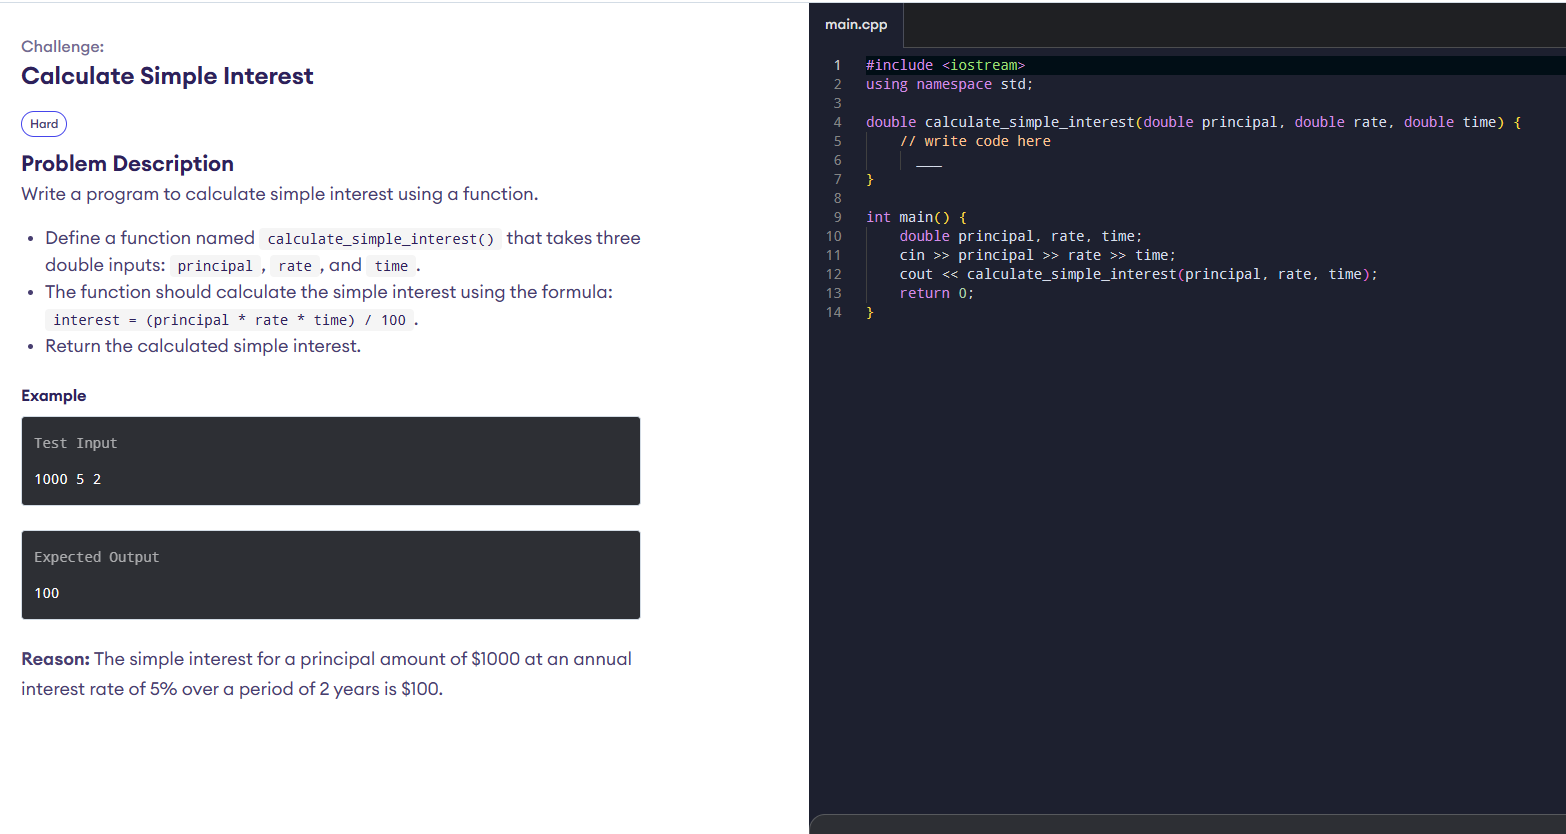 Challenge:
Calculate Simple Interest
Hard
Problem Description
Write a program to calculate simple interest using a function.
• Define a function named calculate_simple_interest() that takes three
double inputs: principal , rate , and time .
• The function should calculate the simple interest using the formula:
interest = (principal * rate * time) / 100 .
• Return the calculated simple interest.
Example
Test Input
1000 5 2
Expected Output
100
Reason: The simple interest for a principal amount of $1000 at an annual
interest rate of 5% over a period of 2 years is $100.
main.cpp
1 #include <iostream>
2 using namespace std;
3
4 double calculate_simple_interest(double principal, double rate, double time) {
5     // write code here
6       ___
7 }
8
9 int main() {
10     double principal, rate, time;
11     cin >> principal >> rate >> time;
12     cout << calculate_simple_interest(principal, rate, time);
13     return 0;
14 }